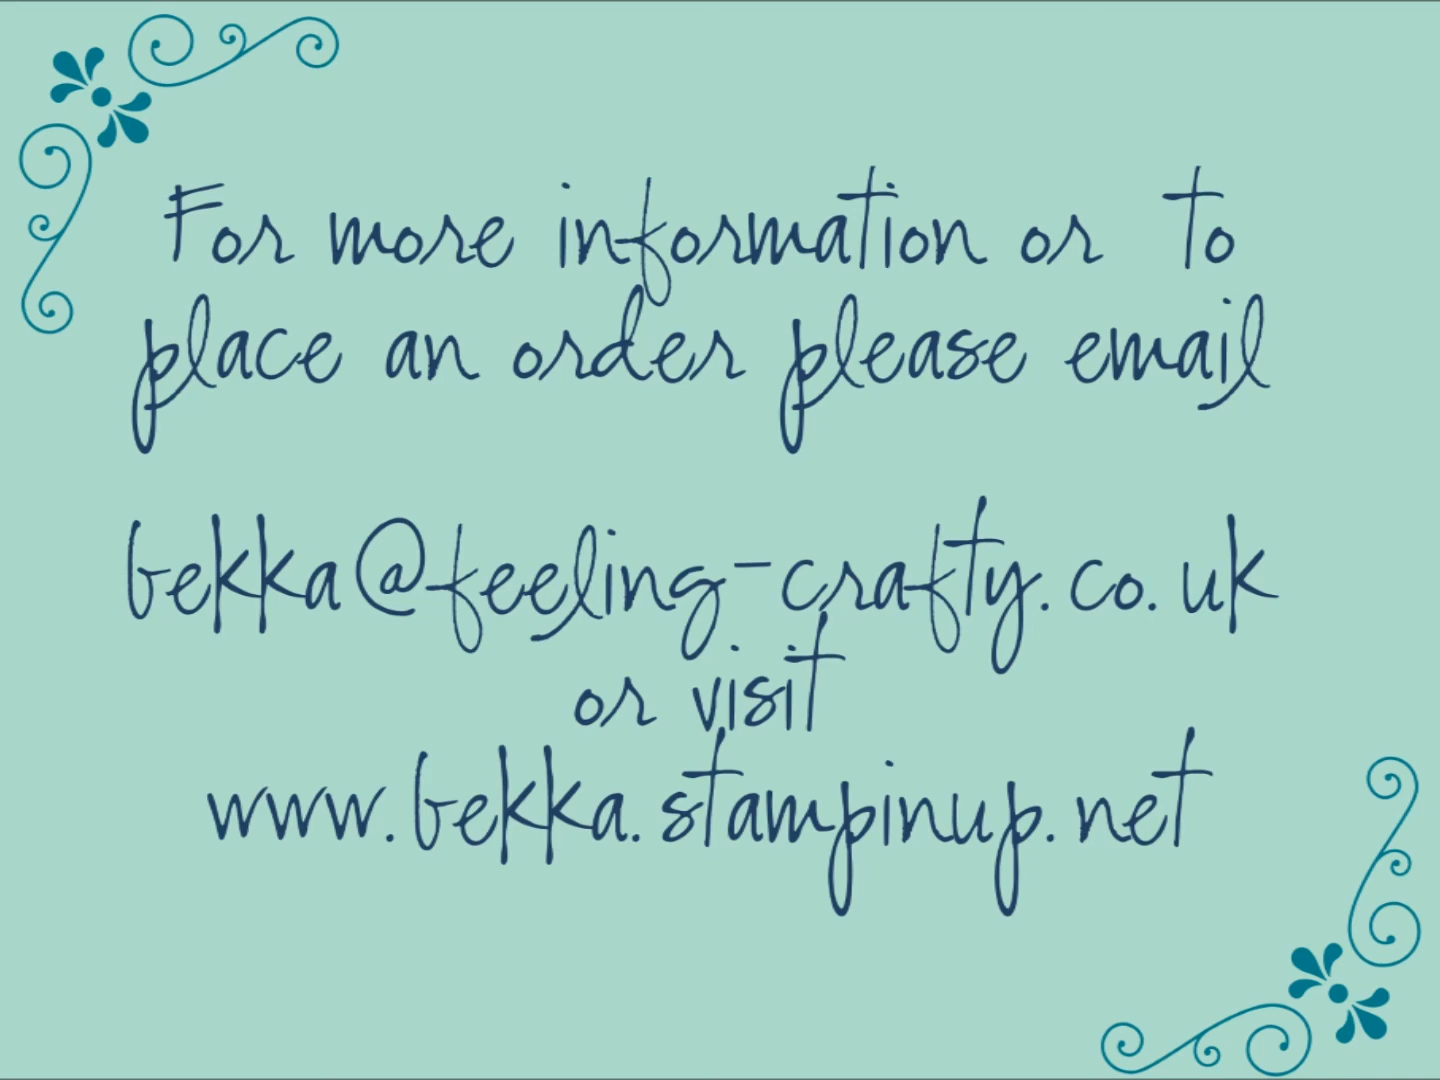 For more information or to
place an order please email
bekka@feeling-crafty.co.uk
or visit
www.bekka.stampinup.net